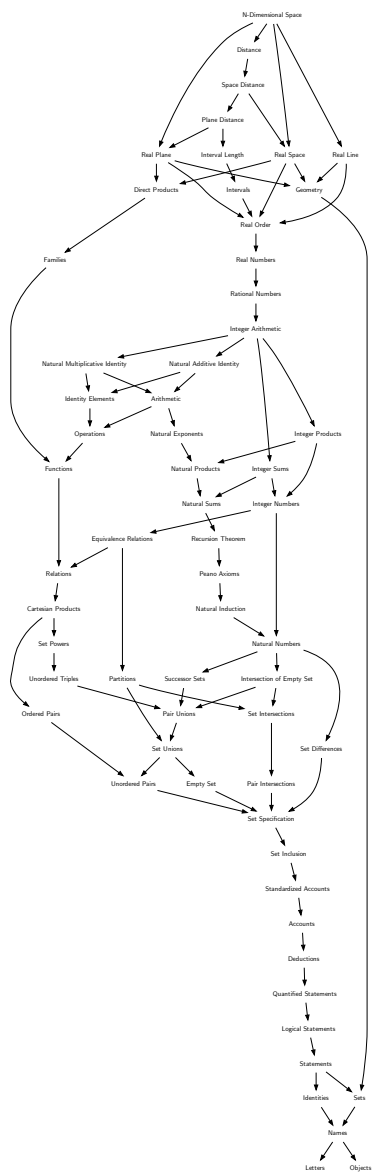 N-Dimensional Space
Distance
Space Distance
Plane Distance
Real Plane
Interval Length
Real Space
Real Line
Direct Products
Intervals
Geometry
Real Order
Families
Real Numbers
Rational Numbers
Integer Arithmetic
Natural Multiplicative Identity
Natural Additive Identity
Identity Elements
Arithmetic
Operations
Natural Exponents
Integer Products
Functions
Natural Products
Integer Sums
Natural Sums
Integer Numbers
Equivalence Relations
Recursion Theorem
Relations
Peano Axioms
Cartesian Products
Natural Induction
Set Powers
Natural Numbers
Unordered Triples
Partitions
Successor Sets
Intersection of Empty Set
Ordered Pairs
Pair Unions
Set Intersections
Set Unions
Set Differences
Unordered Pairs
Empty Set
Pair Intersections
Set Specification
Set Inclusion
Standardized Accounts
Accounts
Deductions
Quantified Statements
Logical Statements
Statements
Identities
Sets
Names
Letters
Objects